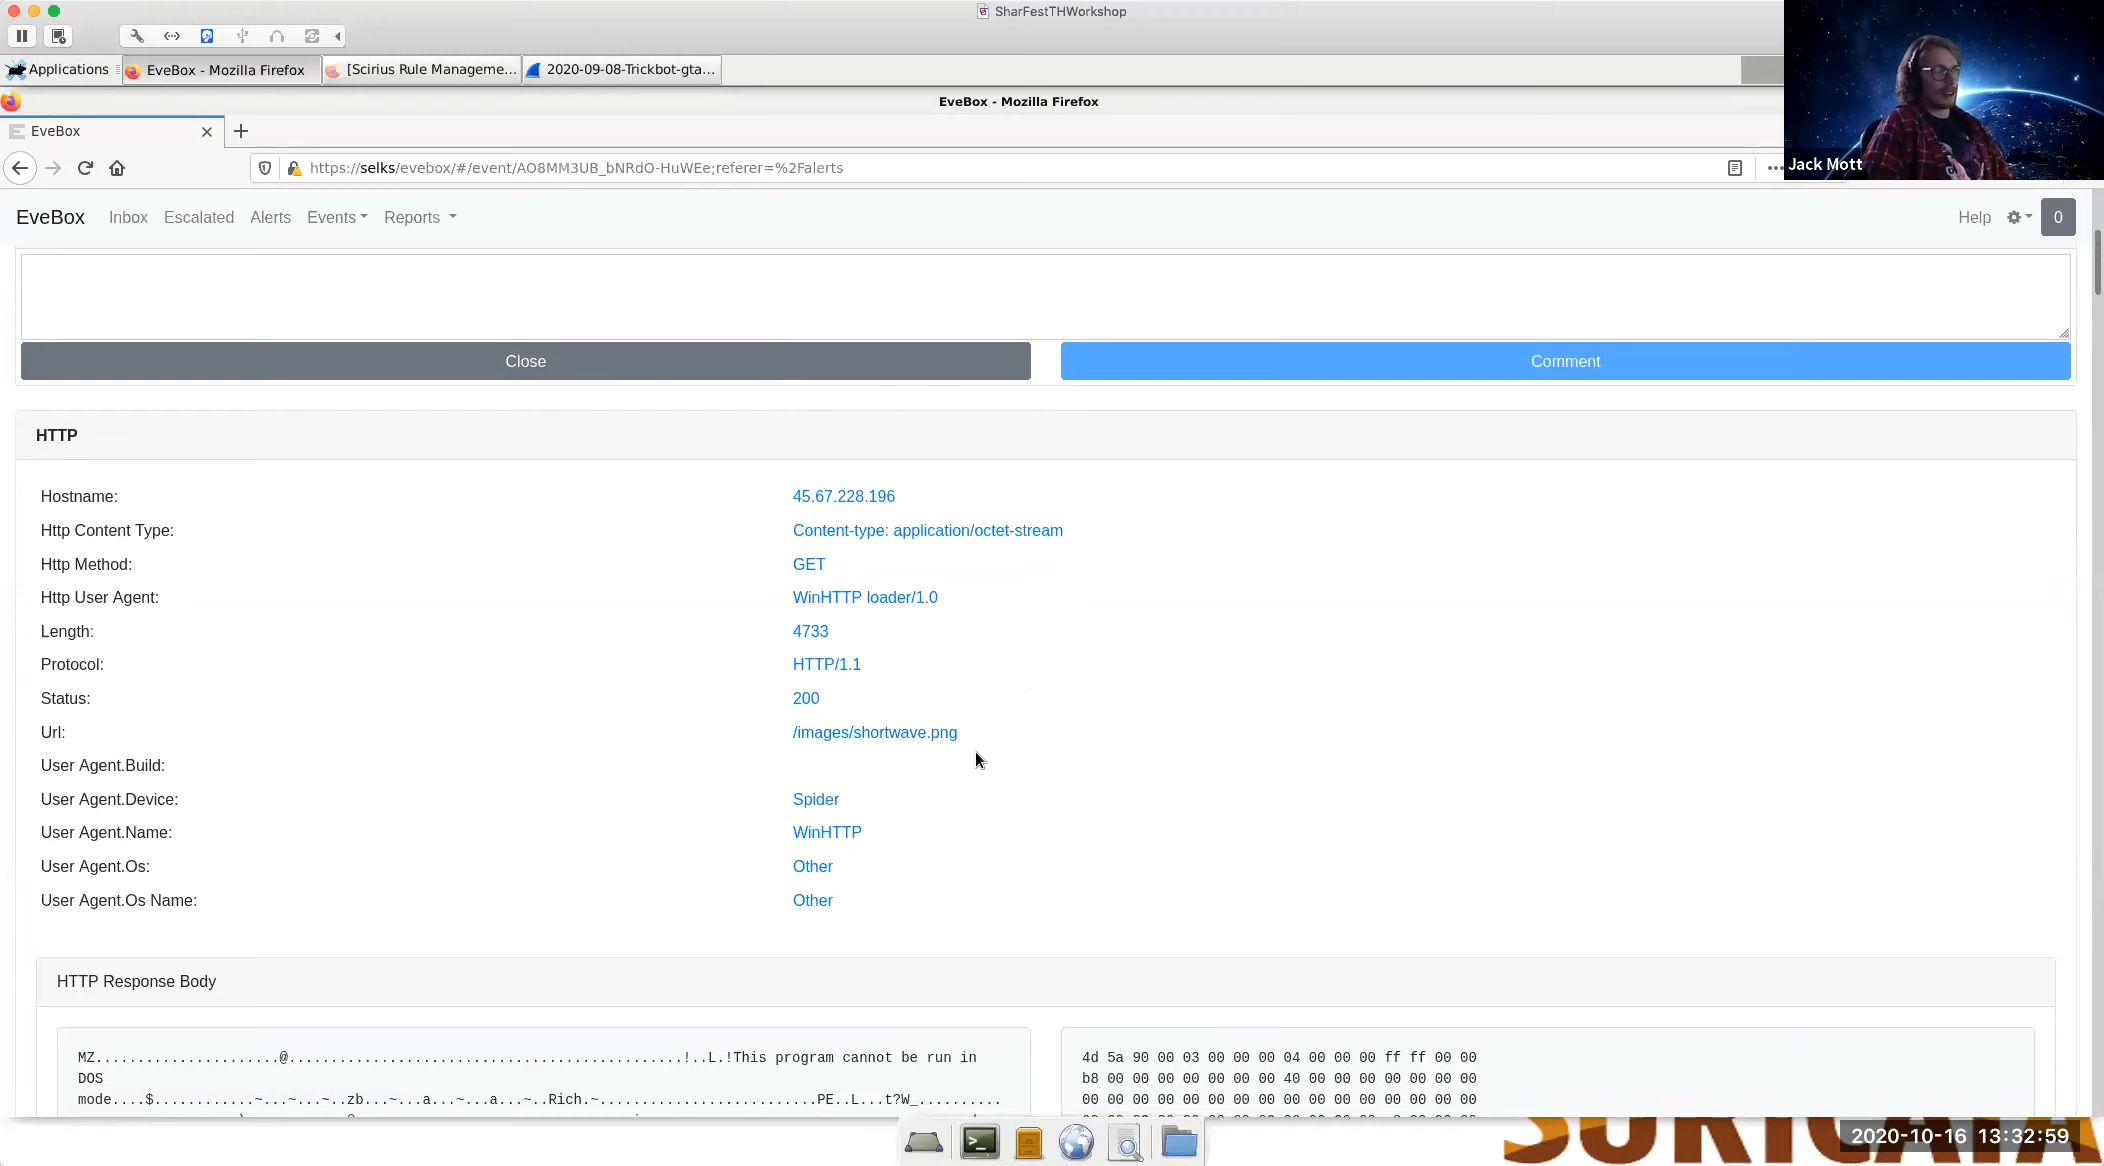 SharFestTHWorkshop
Applications
EveBox - Mozilla Firefox
[Scirius Rule Manageme...
2020-09-08-Trickbot-gta...
EveBox - Mozilla Firefox
EveBox
https://selks/evebox/#/event/AO8MM3UB_bNRdO-HuWEe;referer=%2Falerts
Jack Mott
EveBox Inbox Escalated Alerts Events Reports Help 0
Close Comment
HTTP
Hostname: 45.67.228.196
Http Content Type: Content-type: application/octet-stream
Http Method: GET
Http User Agent: WinHTTP loader/1.0
Length: 4733
Protocol: HTTP/1.1
Status: 200
Url: /images/shortwave.png
User Agent.Build:
User Agent.Device: Spider
User Agent.Name: WinHTTP
User Agent.Os: Other
User Agent.Os Name: Other
HTTP Response Body
MZ......................@...............................................!..L.!This program cannot be run in
DOS
mode....$............~...~...~..zb...~...a...~...a...~..Rich.~..........................PE..L...t?W_..........
4d 5a 90 00 03 00 00 00 04 00 00 00 ff ff 00 00
b8 00 00 00 00 00 00 00 40 00 00 00 00 00 00 00
00 00 00 00 00 00 00 00 00 00 00 00 00 00 00 00
SURICATA
2020-10-16 13:32:59